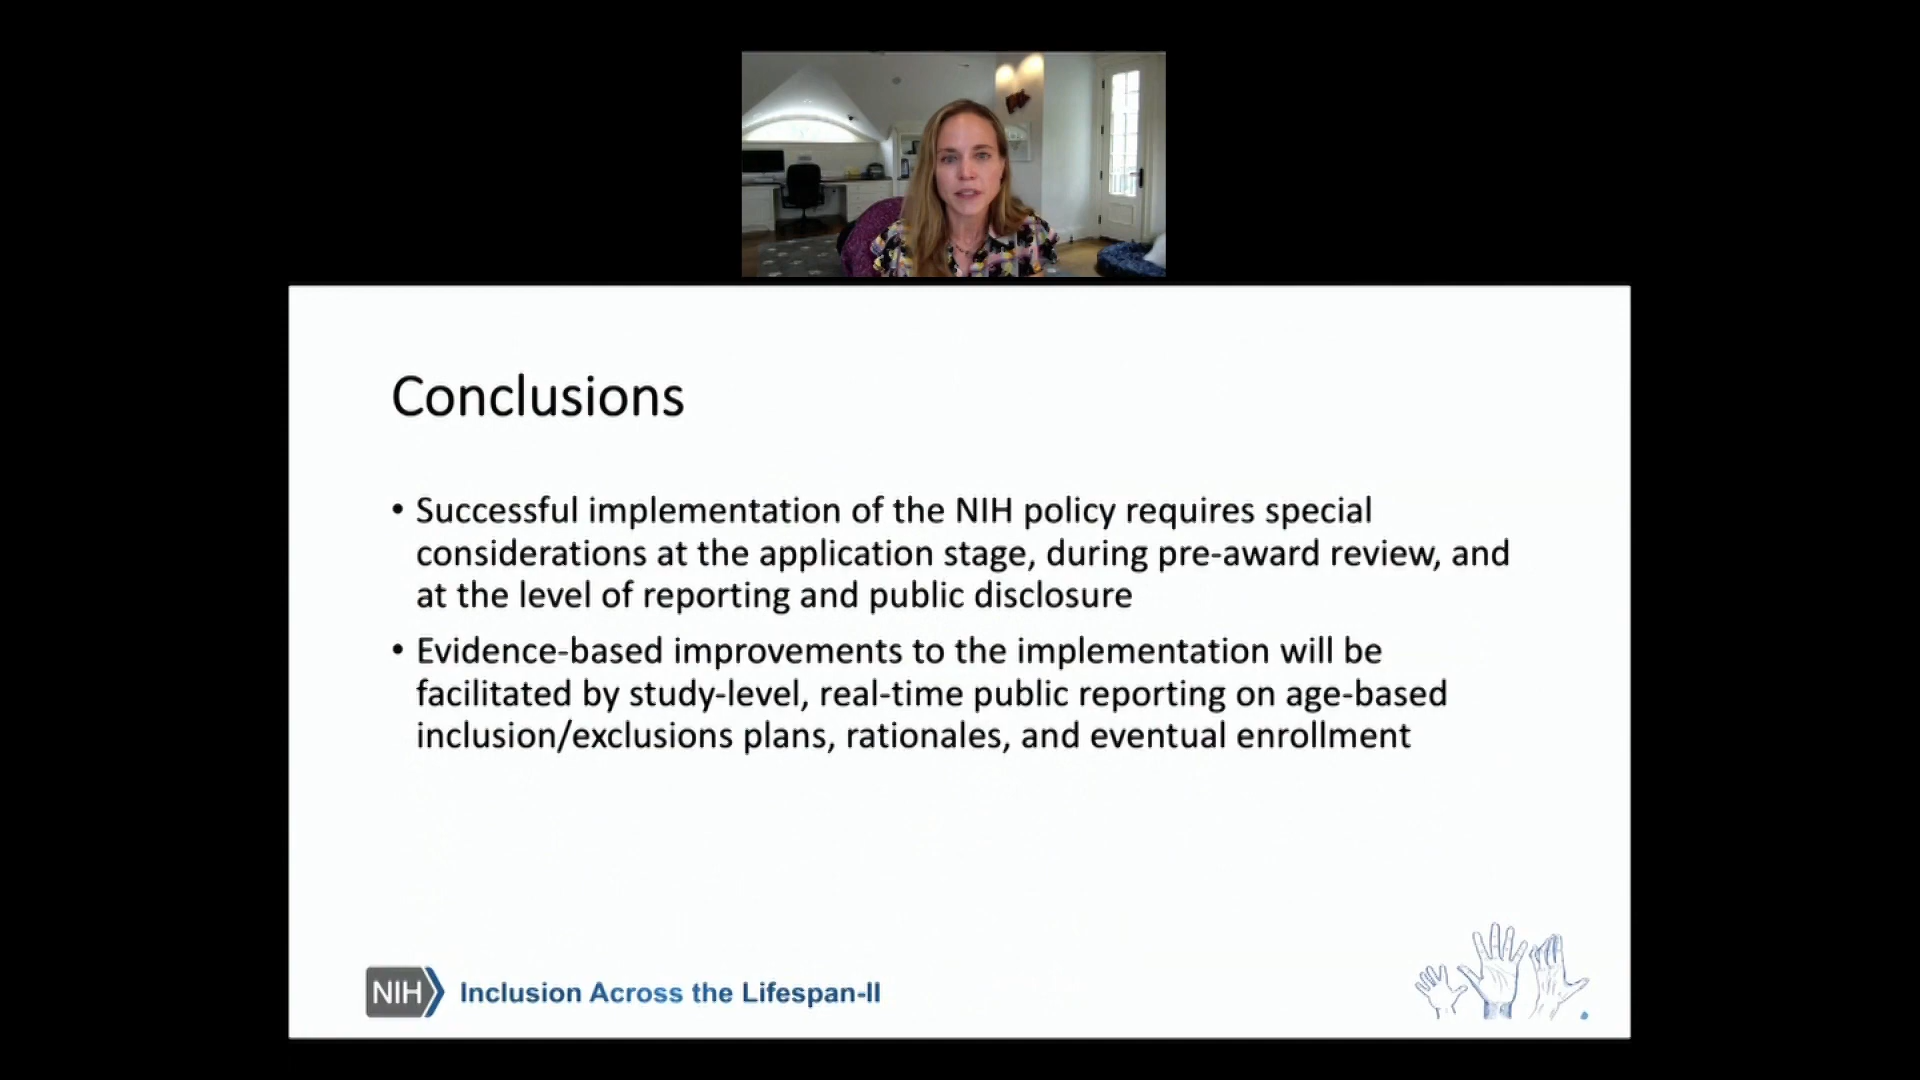 Conclusions
• Successful implementation of the NIH policy requires special
considerations at the application stage, during pre-award review, and
at the level of reporting and public disclosure
• Evidence-based improvements to the implementation will be
facilitated by study-level, real-time public reporting on age-based
inclusion/exclusions plans, rationales, and eventual enrollment
NIH Inclusion Across the Lifespan-II